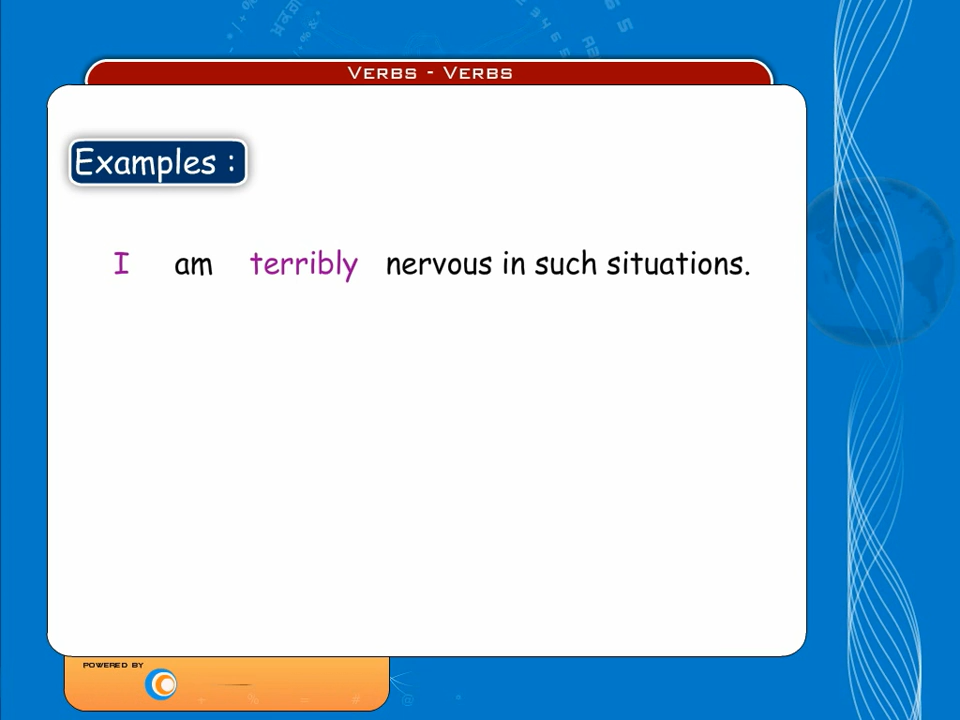 VERBS - VERBS
Examples :
I am terribly nervous in such situations.
POWERED BY